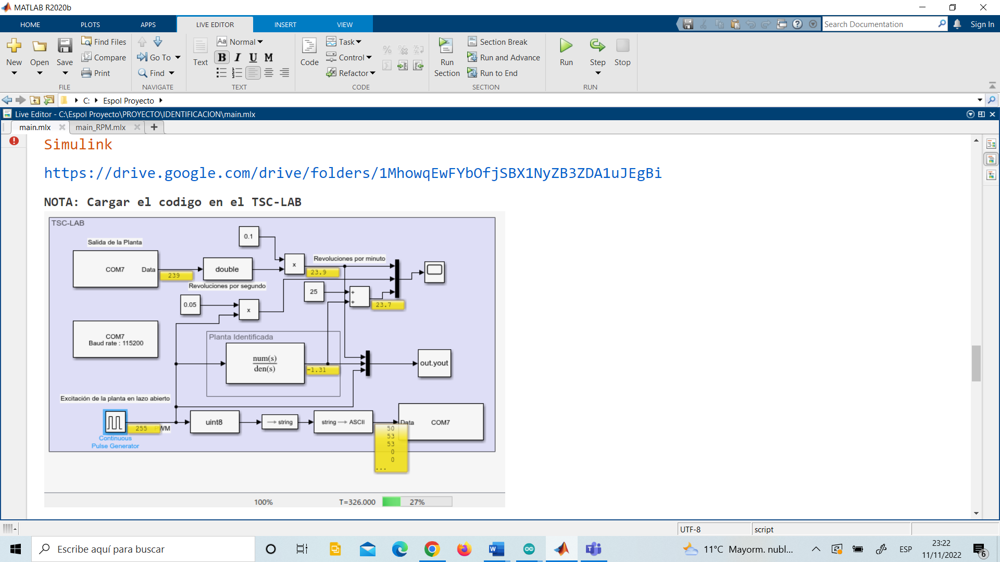 MATLAB R2020b
HOME PLOTS APPS LIVE EDITOR INSERT VIEW
Search Documentation
Sign In
New
Open
Save
Find Files
Compare
Print
FILE
Go To
Find
NAVIGATE
Text
Aa Normal
B I U M
TEXT
Code
Task
Control
Refactor
CODE
Run Section
Section Break
Run and Advance
Run to End
SECTION
Run
Step
Stop
RUN
C: Espol Proyecto
Live Editor - C:\Espol Proyecto\PROYECTO\IDENTIFICACION\main.mlx
main.mlx main_RPM.mlx
Simulink
https://drive.google.com/drive/folders/1MhowqEwFYbOfjSBX1NyZB3ZDA1uJEgBi
NOTA: Cargar el codigo en el TSC-LAB
TSC-LAB
Salida de la Planta
COM7 Data
239
double
0.1
x
Revoluciones por minuto
23.9
Revoluciones por segundo
0.05
x
25
+
+
23.7
COM7
Baud rate : 115200
Planta Identificada
num(s)
den(s)
-1.31
out.yout
Excitación de la planta en lazo abierto
255 PWM
Continuous
Pulse Generator
uint8
string
string ASCII
Data COM7
50
53
53
0
0
...
100% T=326.000 27%
UTF-8 script
Escribe aquí para buscar
11°C Mayorm. nubl...
ESP
23:22
11/11/2022
6